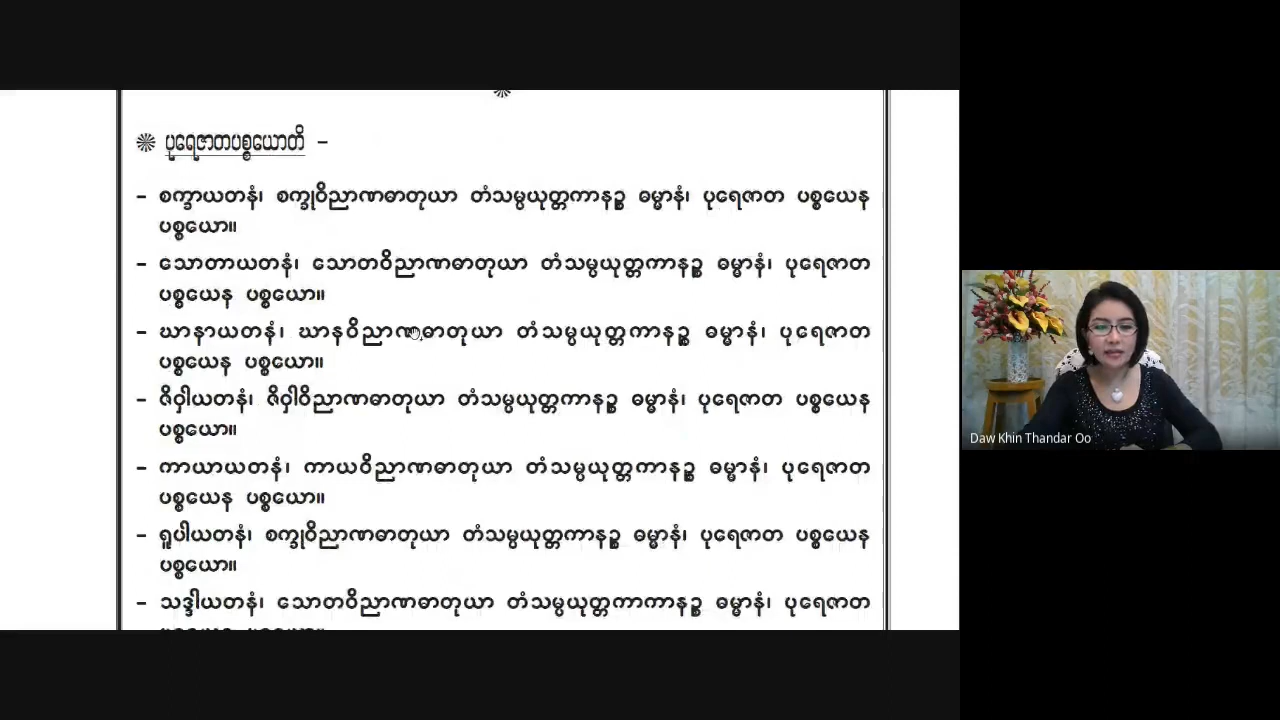 ပုရေဇာတပစ္စယောတိ –
– စက္ခာယတနံ၊ စက္ခုဝိညာဏဓာတုယာ တံသမ္ပယုတ္တကာနဉ္စ ဓမ္မာနံ၊ ပုရေဇာတ ပစ္စယေန
ပစ္စယော။
– သောတာယတနံ၊ သောတဝိညာဏဓာတုယာ တံသမ္ပယုတ္တကာနဉ္စ ဓမ္မာနံ၊ ပုရေဇာတ
ပစ္စယေန ပစ္စယော။
– ဃာနာယတနံ၊ ဃာနဝိညာဏဓာတုယာ တံသမ္ပယုတ္တကာနဉ္စ ဓမ္မာနံ၊ ပုရေဇာတ
ပစ္စယေန ပစ္စယော။
– ဇိဝှါယတနံ၊ ဇိဝှါဝိညာဏဓာတုယာ တံသမ္ပယုတ္တကာနဉ္စ ဓမ္မာနံ၊ ပုရေဇာတ ပစ္စယေန
ပစ္စယော။
– ကာယာယတနံ၊ ကာယဝိညာဏဓာတုယာ တံသမ္ပယုတ္တကာနဉ္စ ဓမ္မာနံ၊ ပုရေဇာတ
ပစ္စယေန ပစ္စယော။
– ရူပါယတနံ၊ စက္ခုဝိညာဏဓာတုယာ တံသမ္ပယုတ္တကာနဉ္စ ဓမ္မာနံ၊ ပုရေဇာတ ပစ္စယေန
ပစ္စယော။
– သဒ္ဒါယတနံ၊ သောတဝိညာဏဓာတုယာ တံသမ္ပယုတ္တကာကာနဉ္စ ဓမ္မာနံ၊ ပုရေဇာတ
Daw Khin Thandar Oo